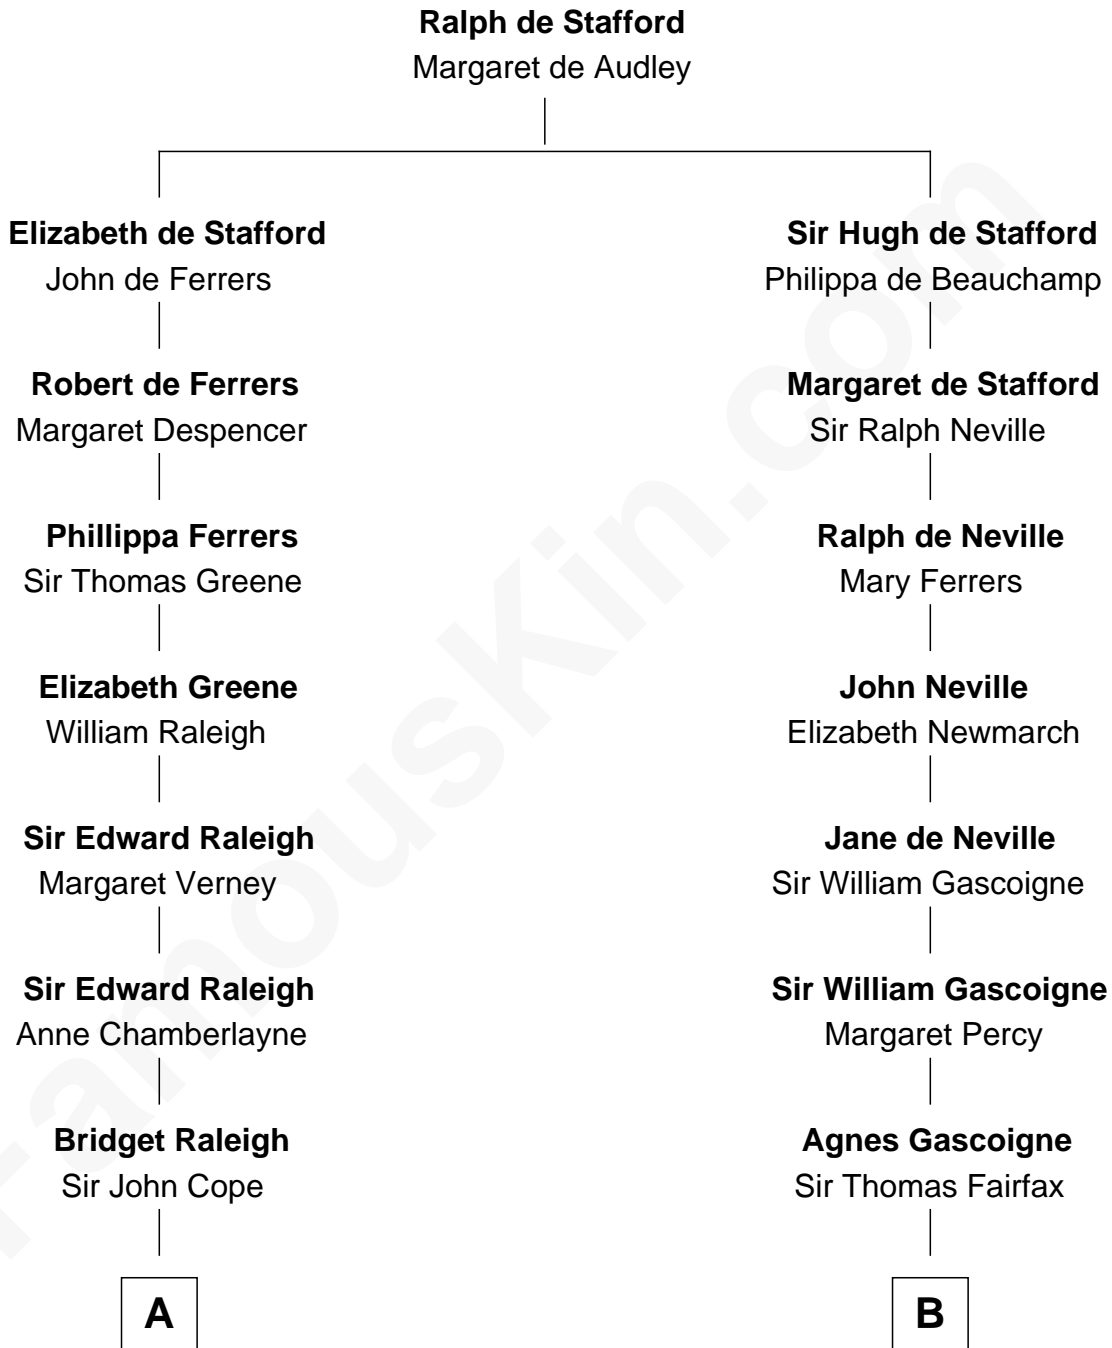 Ralph de Stafford
Margaret de Audley
Elizabeth de Stafford
John de Ferrers
Sir Hugh de Stafford
Philippa de Beauchamp
Robert de Ferrers
Margaret Despencer
Margaret de Stafford
Sir Ralph Neville
Phillippa Ferrers
Sir Thomas Greene
Ralph de Neville
Mary Ferrers
Elizabeth Greene
William Raleigh
John Neville
Elizabeth Newmarch
Sir Edward Raleigh
Margaret Verney
Jane de Neville
Sir William Gascoigne
Sir Edward Raleigh
Anne Chamberlayne
Sir William Gascoigne
Margaret Percy
Bridget Raleigh
Sir John Cope
Agnes Gascoigne
Sir Thomas Fairfax
A
B
FamousKin.com